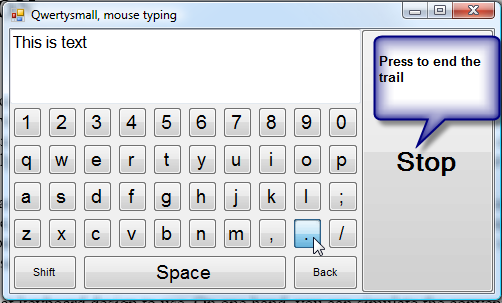 Qwertysmall, mouse typing
This is text
Press to end the
trail
1 2 3 4 5 6 7 8 9 0
q w e r t y u i o p
Stop
a s d f g h j k l ;
z x c v b n m , . /
Shift Space Back